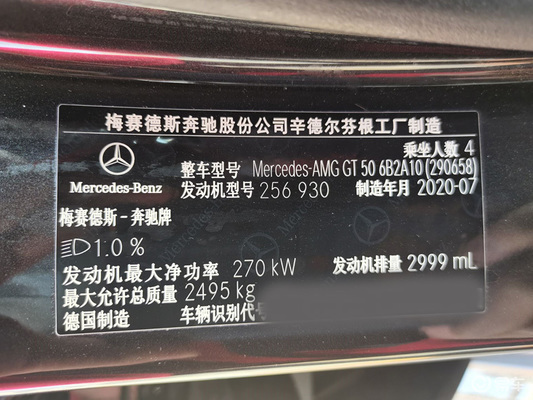 梅赛德斯奔驰股份公司辛德尔芬根工厂制造
乘坐人数 4
整车型号 Mercedes-AMG GT 50 6B2A10 (290658)
Mercedes-Benz
发动机型号 256 930 制造年月 2020-07
梅赛德斯－奔驰牌
1.0 %
发动机最大净功率 270 kW 发动机排量 2999 mL
最大允许总质量 2495 kg
德国制造 车辆识别代号